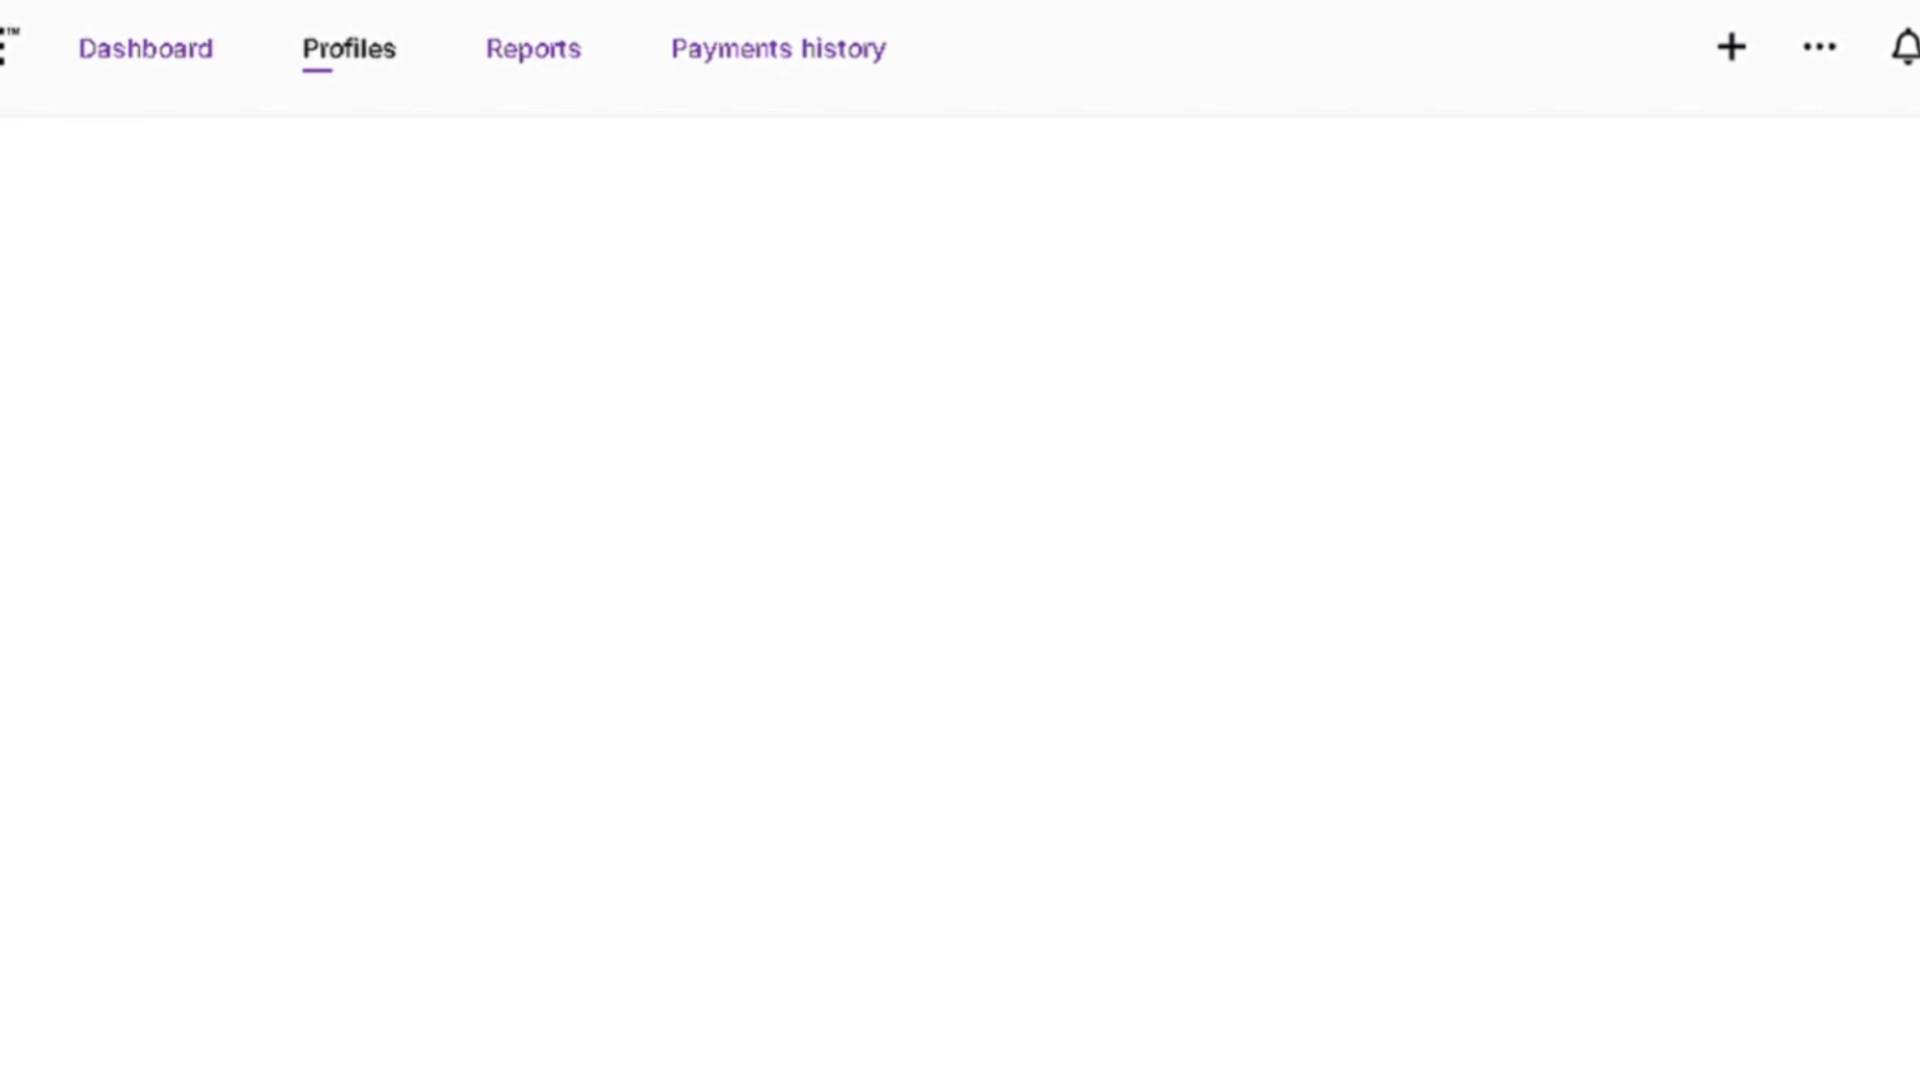 Dashboard
Profiles
Reports
Payments history